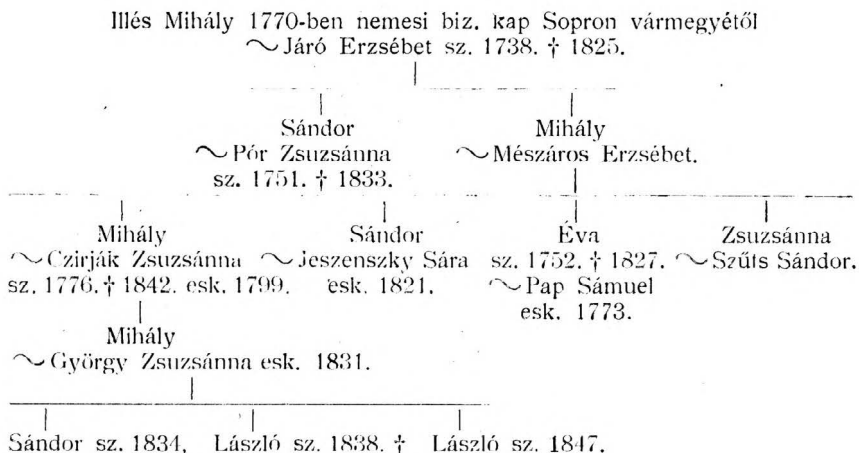 Illés Mihály 1770-ben nemesi biz. kap Sopron vármegyétől
~ Járó Erzsébet sz. 1738. † 1825.
Sándor Mihály
~ Pór Zsuzsánna ~ Mészáros Erzsébet.
sz. 1751. † 1833.
Mihály Sándor Éva Zsuzsánna
~ Czirják Zsuzsánna ~ Jeszenszky Sára sz. 1752. † 1827. ~ Szűts Sándor.
sz. 1776. † 1842. esk. 1799. esk. 1821. ~ Pap Sámuel
esk. 1773.
Mihály
~ György Zsuzsánna esk. 1831.
Sándor sz. 1834, László sz. 1838. † László sz. 1847.